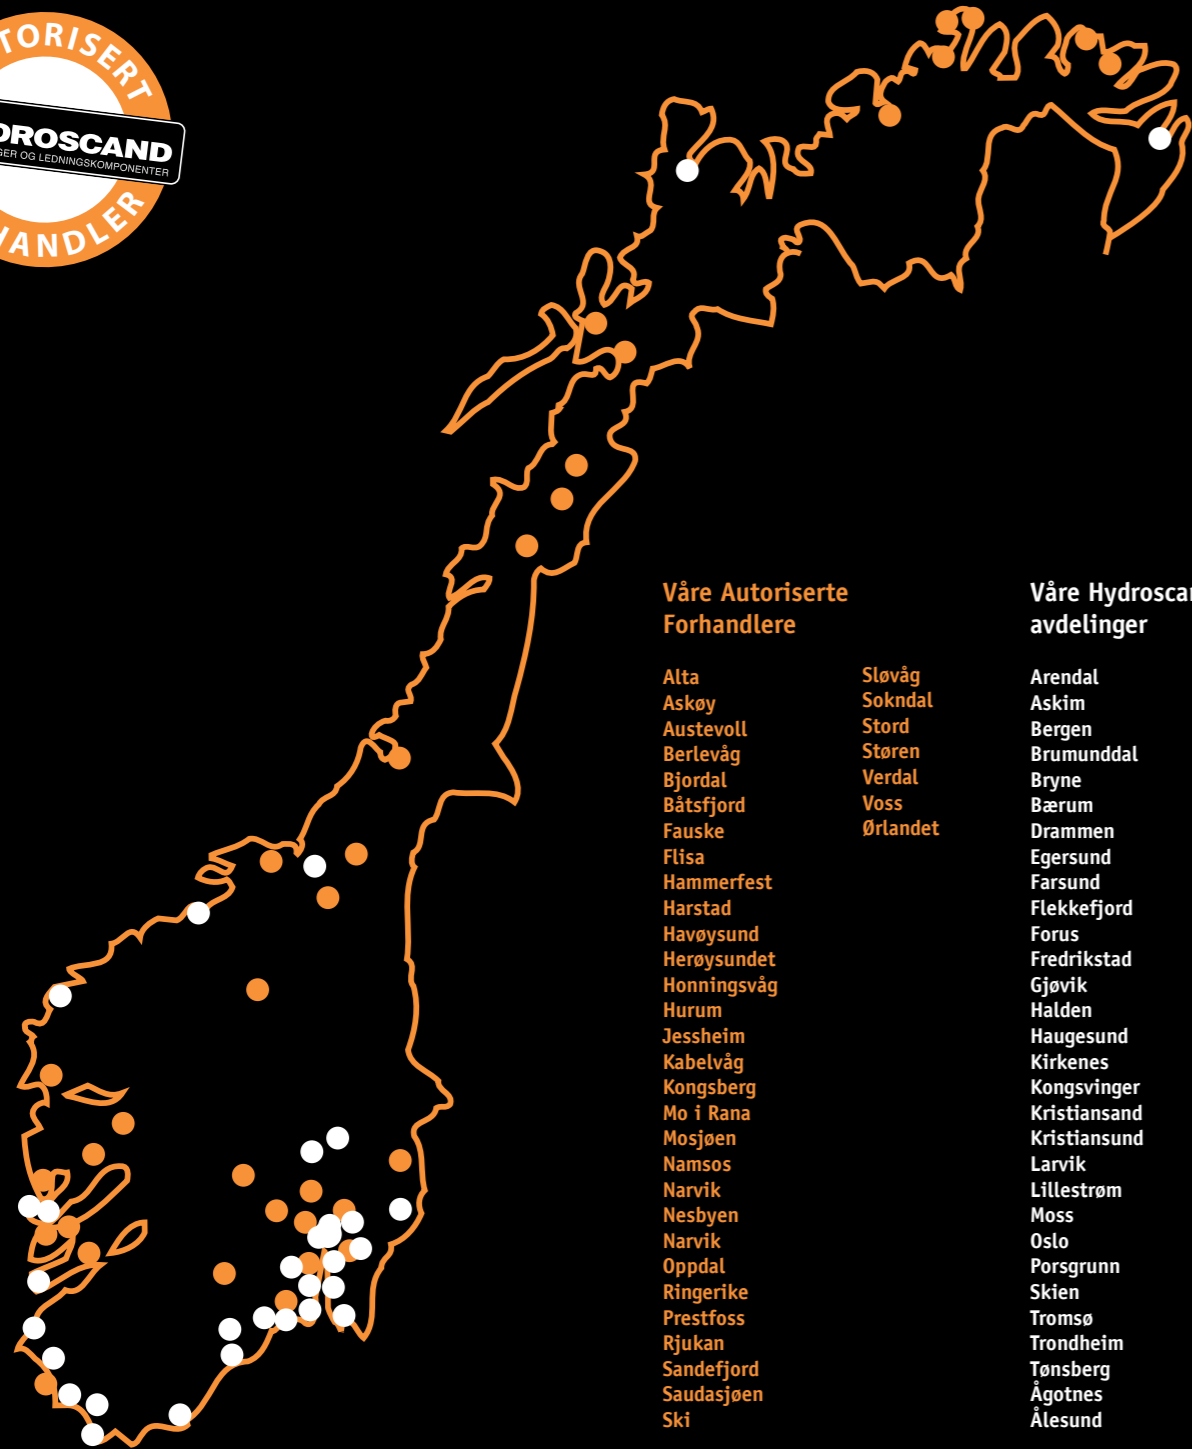 TORISERT
DROSCAND
GER OG LEDNINGSKOMPONENTER
HANDLER
Våre Autoriserte
Forhandlere
Alta
Askøy
Austevoll
Berlevåg
Bjordal
Båtsfjord
Fauske
Flisa
Hammerfest
Harstad
Havøysund
Herøysundet
Honningsvåg
Hurum
Jessheim
Kabelvåg
Kongsberg
Mo i Rana
Mosjøen
Namsos
Narvik
Nesbyen
Narvik
Oppdal
Ringerike
Prestfoss
Rjukan
Sandefjord
Saudasjøen
Ski
Sløvåg
Sokndal
Stord
Støren
Verdal
Voss
Ørlandet
Våre Hydroscan
avdelinger
Arendal
Askim
Bergen
Brumunddal
Bryne
Bærum
Drammen
Egersund
Farsund
Flekkefjord
Forus
Fredrikstad
Gjøvik
Halden
Haugesund
Kirkenes
Kongsvinger
Kristiansand
Kristiansund
Larvik
Lillestrøm
Moss
Oslo
Porsgrunn
Skien
Tromsø
Trondheim
Tønsberg
Ågotnes
Ålesund